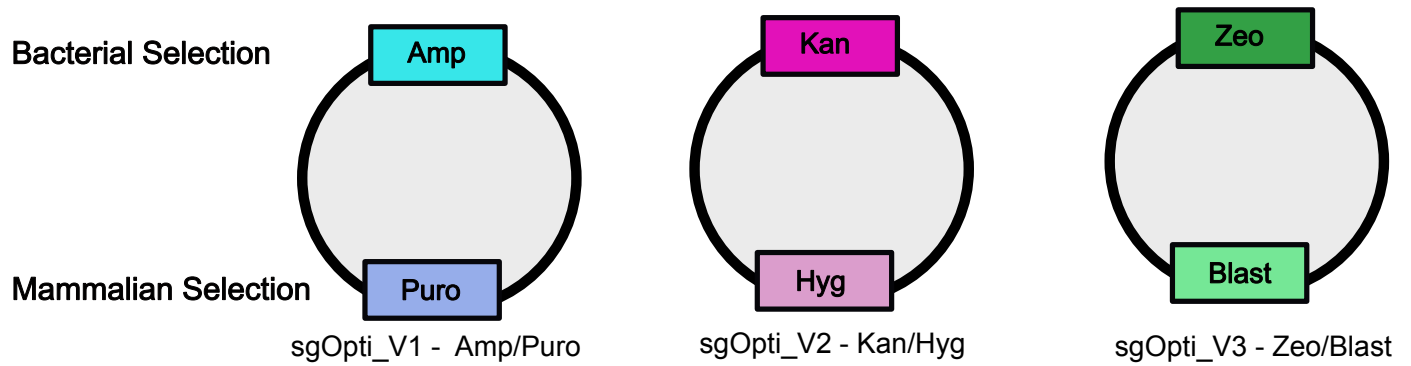 Bacterial Selection
Amp
Kan
Zeo
Mammalian Selection
Puro
Hyg
Blast
sgOpti_V1 -  Amp/Puro
sgOpti_V2 - Kan/Hyg
sgOpti_V3 - Zeo/Blast